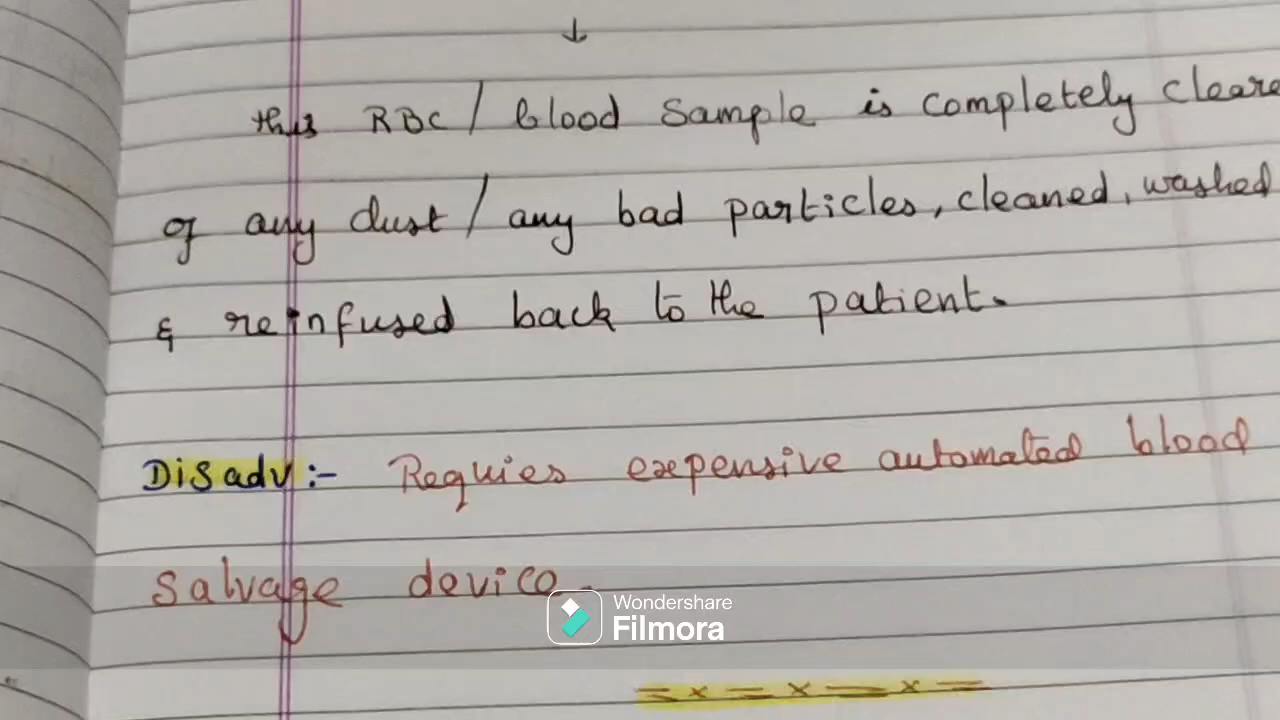 ↓
this RBC / blood sample is completely cleare
of any dust / any bad particles, cleaned, washed
& reinfused back to the patient.
Disadv:- Requies expensive automated blood
salvage device.
Wondershare
Filmora
= x = x = x =